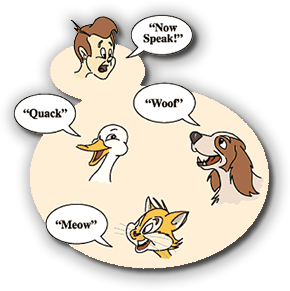 “Now
Speak!”
“Quack”
“Woof”
“Meow”